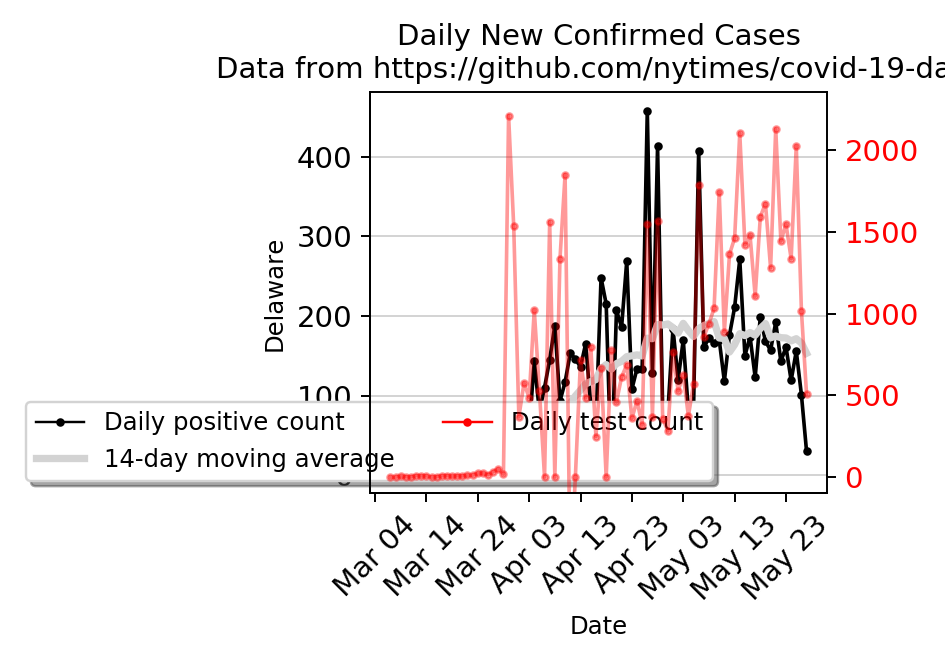 Daily New Confirmed Cases
Data from https://github.com/nytimes/covid-19-da
400
300
200
100
Delaware
2000
1500
1000
500
0
Daily positive count
Daily test count
14-day moving average
Mar 04
Mar 14
Mar 24
Apr 03
Apr 13
Apr 23
May 03
May 13
May 23
Date